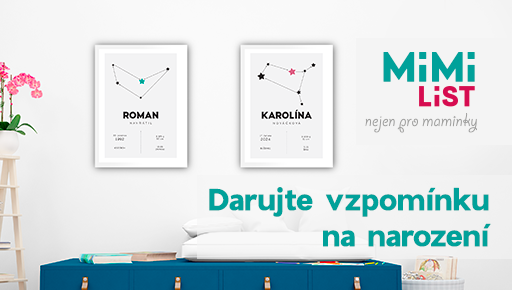 MiMi
LiST
nejen pro maminky
ROMAN
KAROLÍNA
Darujte vzpomínku
na narození